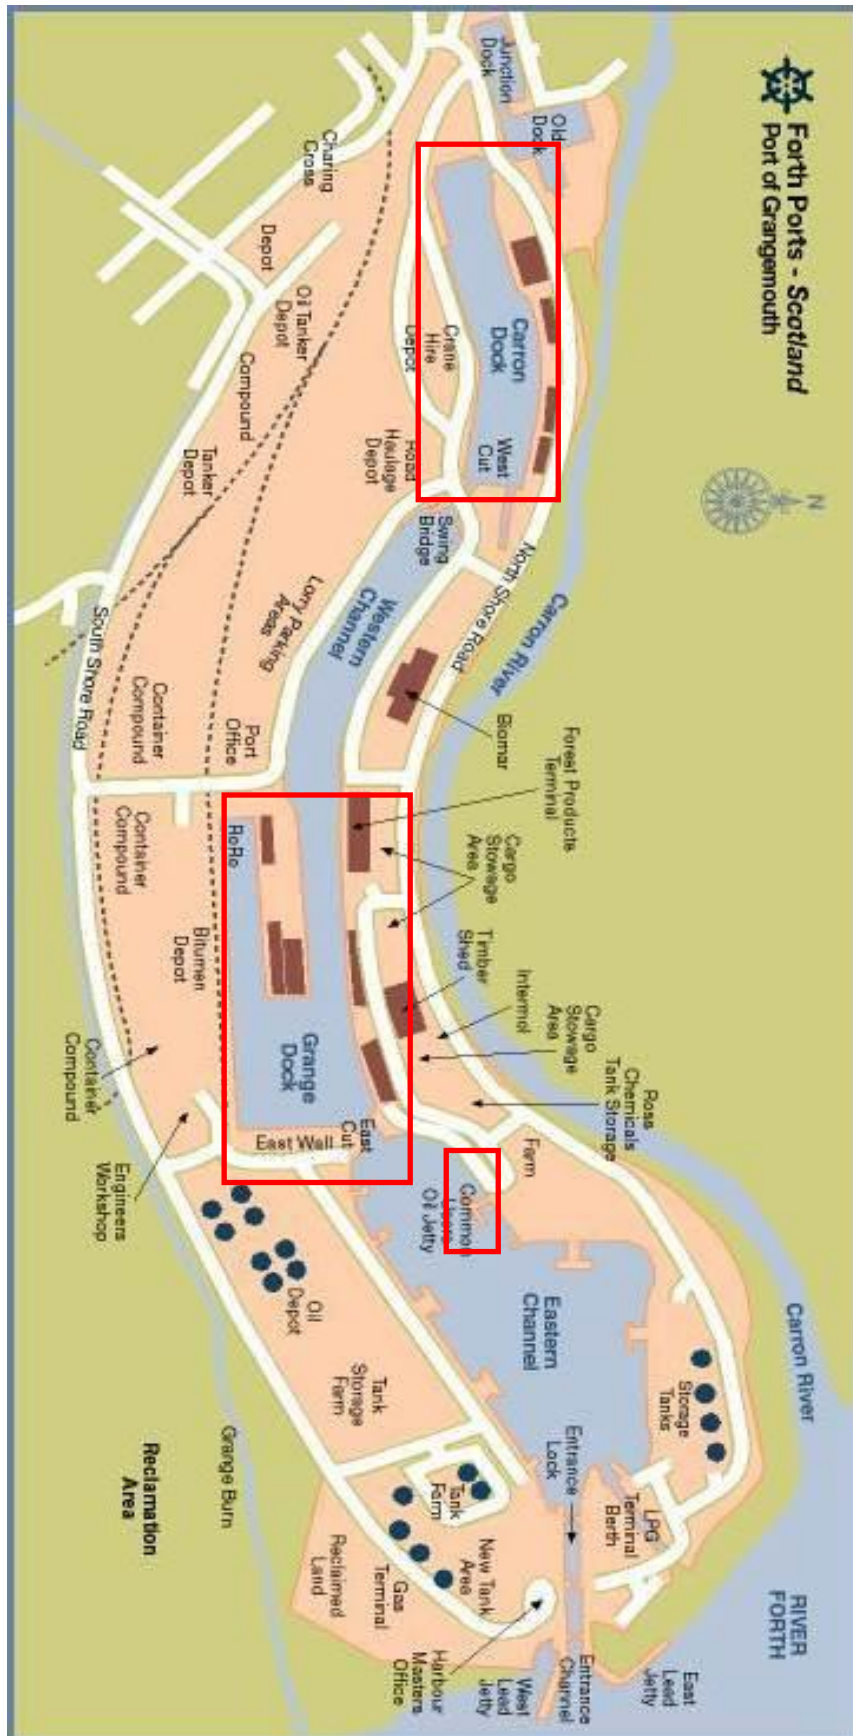 Forth Ports - Scotland
Port of Grangemouth
N
Junction
Dock
Old
Dock
Charing
Cross
Depot
Oil Tanker
Depot
Compound
Tanker
Depot
Crane
Hire
Depot
Carron
Dock
West
Cut
Road
Haulage
Depot
Swing
Bridge
North Shore Road
Carron River
Western
Channel
Lorry Parking
Areas
South Shore Road
Container
Compound
Port
Office
Biomar
Forest Products
Terminal
Cargo
Stowage
Area
Timber
Shed
Intermol
Cargo
Stowage
Area
Ross
Chemicals
Tank Storage
Farm
RoRo
Container
Compound
Bitumen
Depot
Grange
Dock
East
Cut
East Wall
Container
Compound
Engineers
Workshop
Common
Users
Oil Jetty
Eastern
Channel
Oil
Depot
Tank
Storage
Farm
Storage
Tanks
Carron River
Entrance
Lock
LPG
Terminal
Berth
Tank
Farm
New Tank
Area
Gas
Terminal
Reclaimed
Land
Grange Burn
Reclamation
Area
Harbour
Masters
Office
West
Lead
Jetty
Entrance
Channel
East
Lead
Jetty
RIVER
FORTH